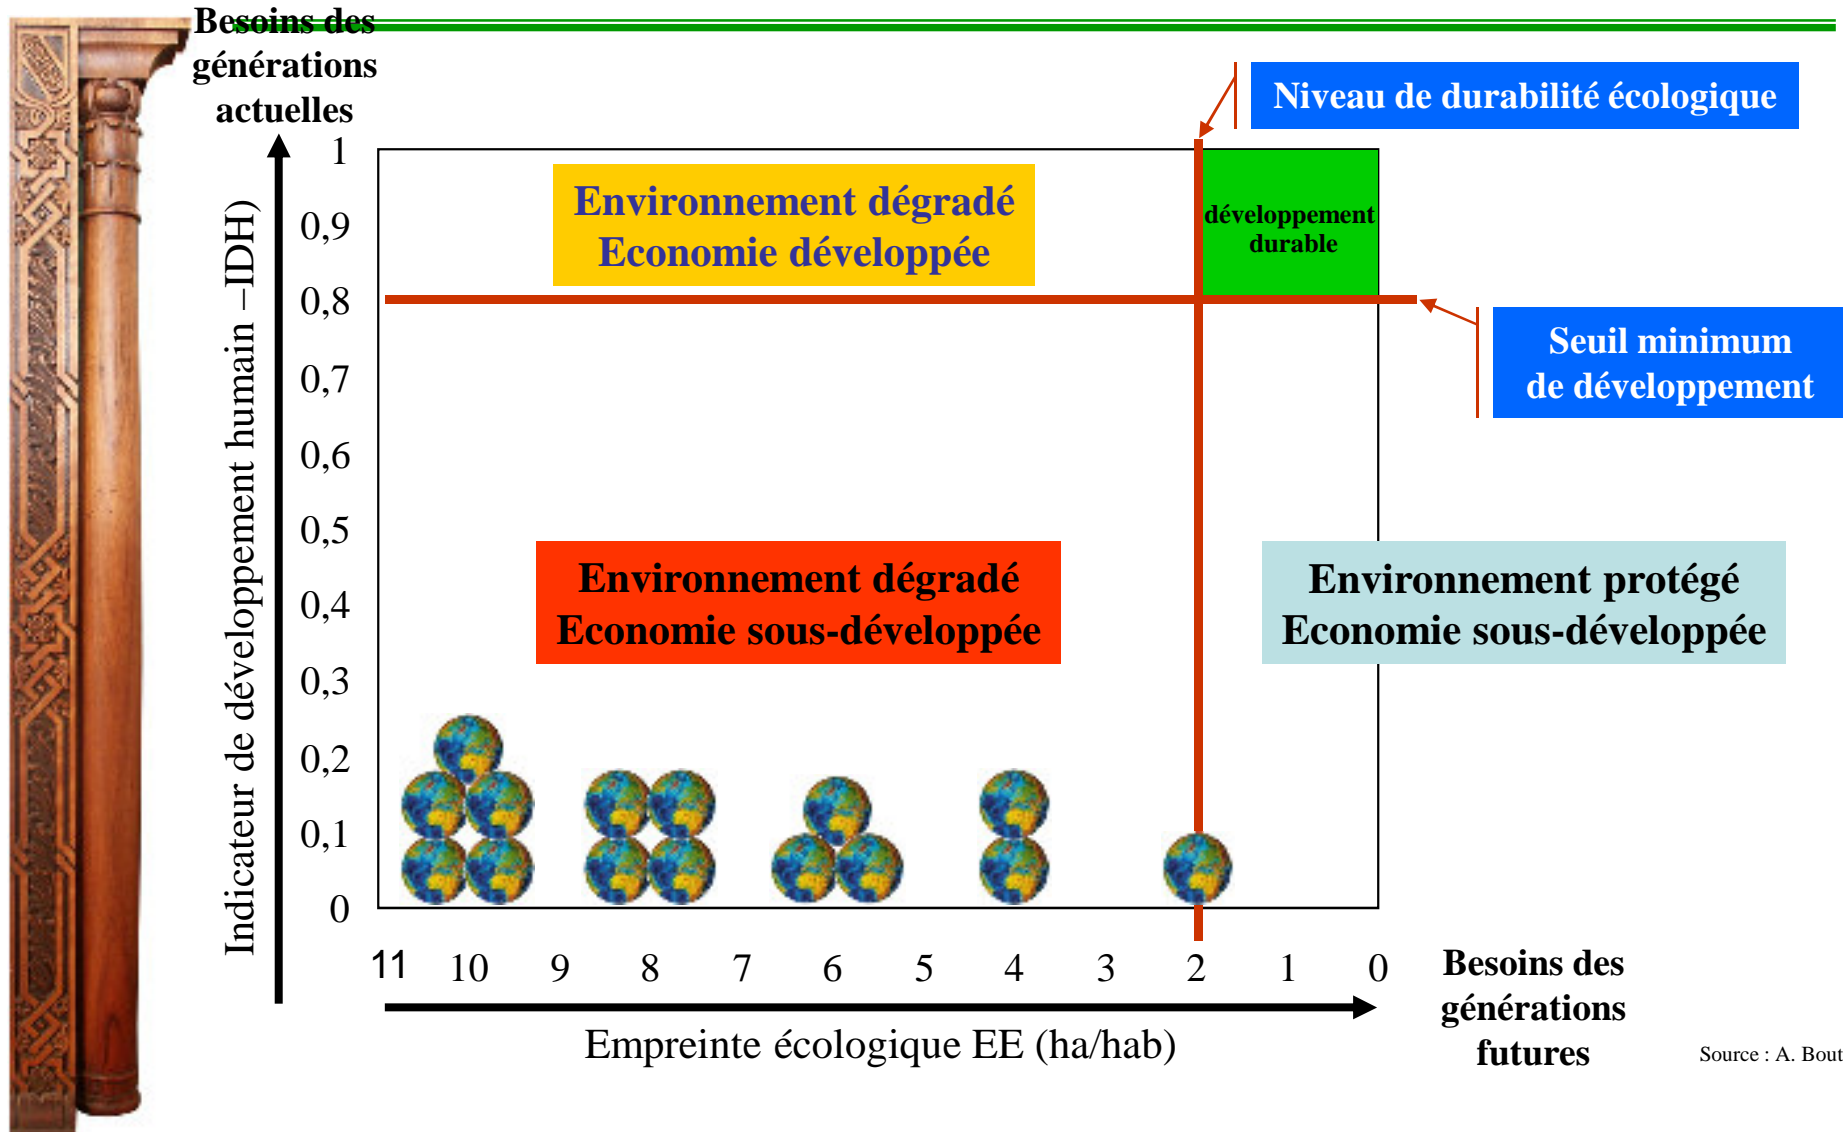 Besoins des
générations
actuelles
Niveau de durabilité écologique
1
0,9
0,8
0,7
0,6
0,5
0,4
0,3
0,2
0,1
0
Indicateur de développement humain –IDH)
Environnement dégradé
Economie développée
développement
durable
Seuil minimum
de développement
Environnement dégradé
Economie sous-développée
Environnement protégé
Economie sous-développée
11 10 9 8 7 6 5 4 3 2 1 0
Empreinte écologique EE (ha/hab)
Besoins des
générations
futures
Source : A. Bout